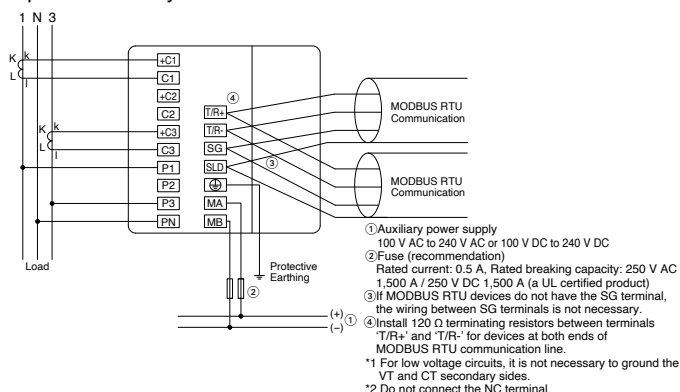 1 N 3
K k
L l
K k
L l
+C1
C1
+C2
C2
+C3
C3
P1
P2
P3
PN
④
T/R+
T/R-
SG
SLD
③
MA
MB
MODBUS RTU
Communication
MODBUS RTU
Communication
Load
Protective
Earthing
②
(+)
(−)
①
①Auxiliary power supply
100 V AC to 240 V AC or 100 V DC to 240 V DC
②Fuse (recommendation)
Rated current: 0.5 A, Rated breaking capacity: 250 V AC
1,500 A / 250 V DC 1,500 A (a UL certified product)
③If MODBUS RTU devices do not have the SG terminal,
the wiring between SG terminals is not necessary.
④Install 120 Ω terminating resistors between terminals
‘T/R+’ and ‘T/R-’ for devices at both ends of
MODBUS RTU communication line.
*1 For low voltage circuits, it is not necessary to ground the
VT and CT secondary sides.
*2 Do not connect the NC terminal.